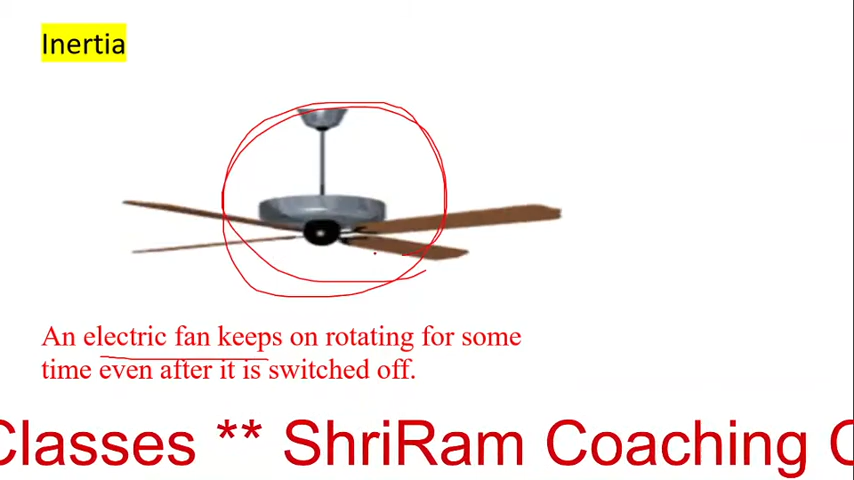 Inertia
An electric fan keeps on rotating for some
time even after it is switched off.
Classes ** ShriRam Coaching C